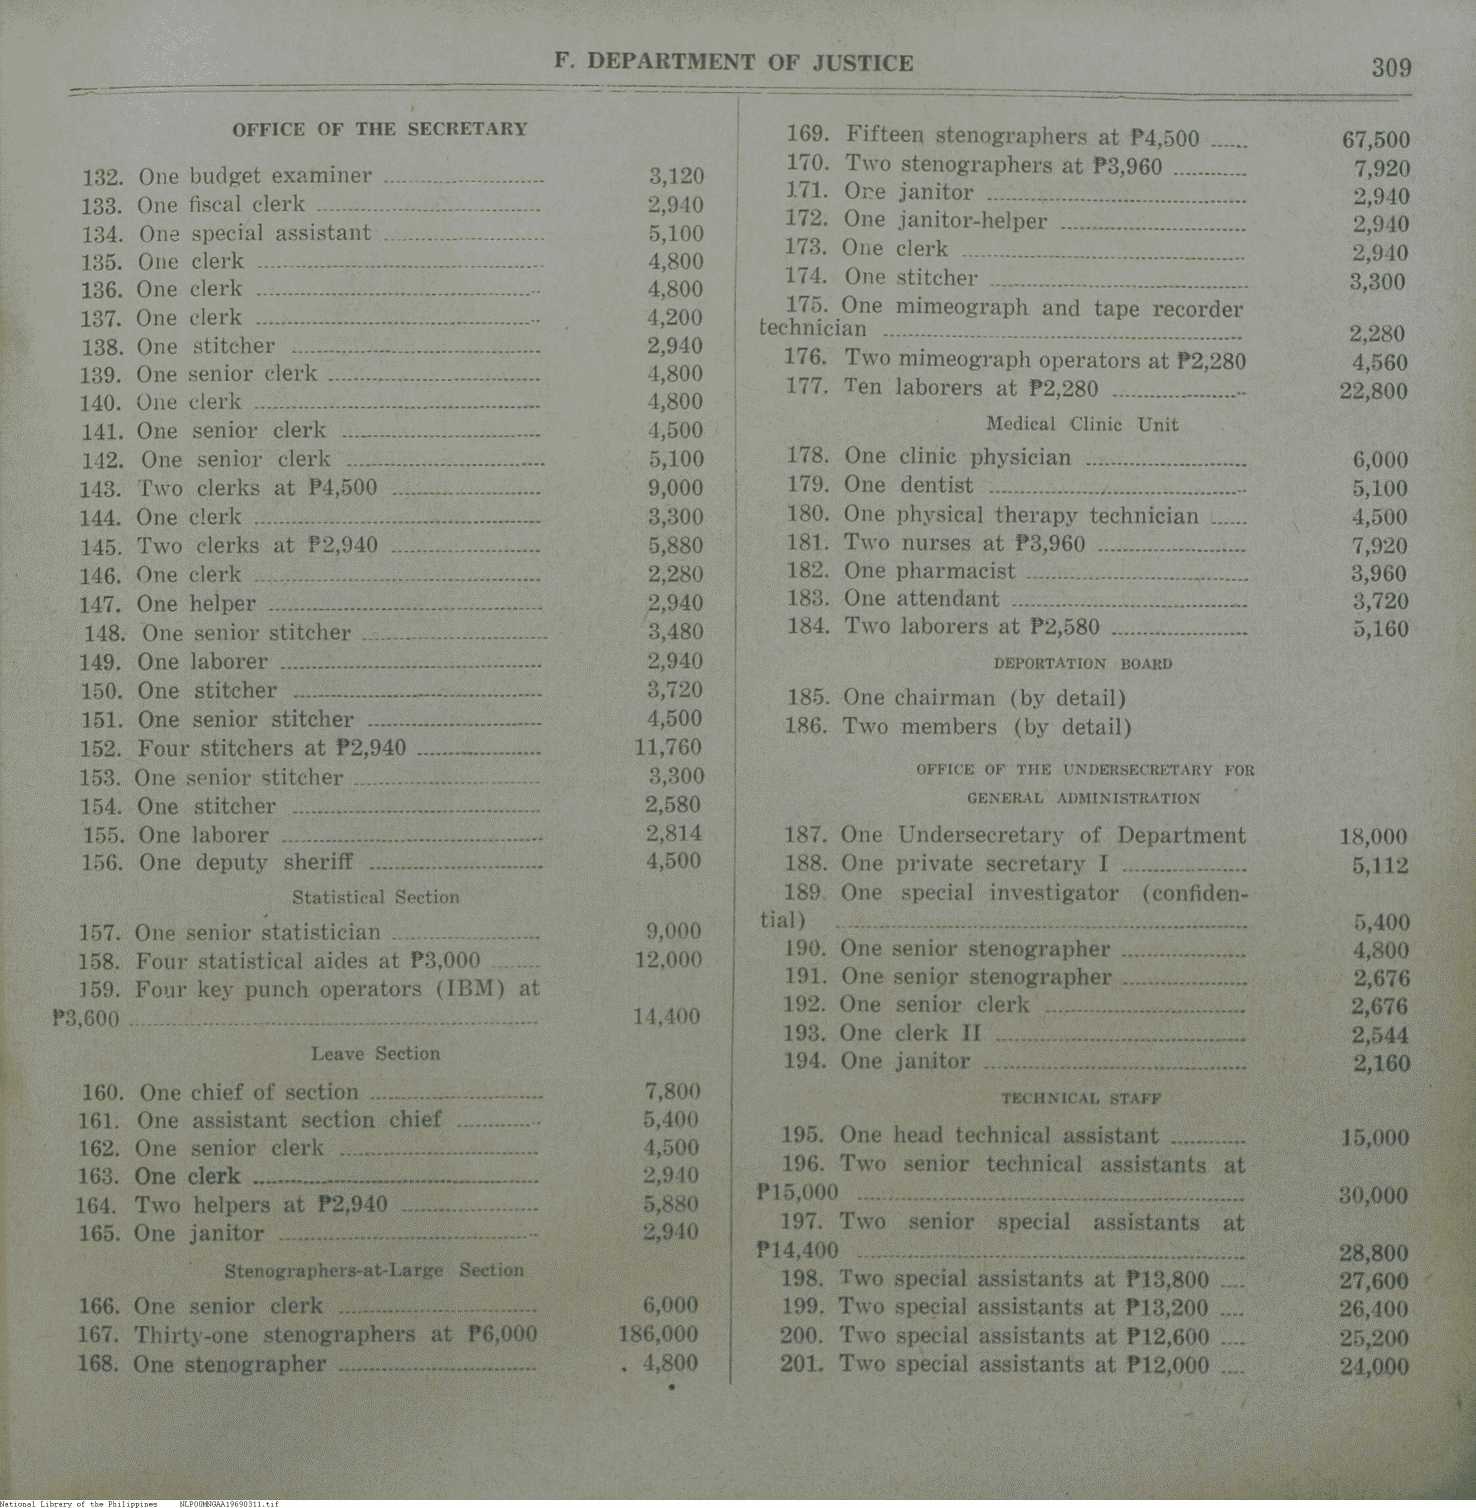 F. DEPARTMENT OF JUSTICE
309
OFFICE OF THE SECRETARY
132. One budget examiner 3,120
133. One fiscal clerk 2,940
134. One special assistant 5,100
135. One clerk 4,800
136. One clerk 4,800
137. One clerk 4,200
138. One stitcher 2,940
139. One senior clerk 4,800
140. One clerk 4,800
141. One senior clerk 4,500
142. One senior clerk 5,100
143. Two clerks at ₱4,500 9,000
144. One clerk 3,300
145. Two clerks at ₱2,940 5,880
146. One clerk 2,280
147. One helper 2,940
148. One senior stitcher 3,480
149. One laborer 2,940
150. One stitcher 3,720
151. One senior stitcher 4,500
152. Four stitchers at ₱2,940 11,760
153. One senior stitcher 3,300
154. One stitcher 2,580
155. One laborer 2,814
156. One deputy sheriff 4,500
Statistical Section
157. One senior statistician 9,000
158. Four statistical aides at ₱3,000 12,000
159. Four key punch operators (IBM) at
₱3,600 14,400
Leave Section
160. One chief of section 7,800
161. One assistant section chief 5,400
162. One senior clerk 4,500
163. One clerk 2,940
164. Two helpers at ₱2,940 5,880
165. One janitor 2,940
Stenographers-at-Large Section
166. One senior clerk 6,000
167. Thirty-one stenographers at ₱6,000 186,000
168. One stenographer 4,800
169. Fifteen stenographers at ₱4,500 67,500
170. Two stenographers at ₱3,960 7,920
171. One janitor 2,940
172. One janitor-helper 2,940
173. One clerk 2,940
174. One stitcher 3,300
175. One mimeograph and tape recorder
technician 2,280
176. Two mimeograph operators at ₱2,280 4,560
177. Ten laborers at ₱2,280 22,800
Medical Clinic Unit
178. One clinic physician 6,000
179. One dentist 5,100
180. One physical therapy technician 4,500
181. Two nurses at ₱3,960 7,920
182. One pharmacist 3,960
183. One attendant 3,720
184. Two laborers at ₱2,580 5,160
DEPORTATION BOARD
185. One chairman (by detail)
186. Two members (by detail)
OFFICE OF THE UNDERSECRETARY FOR
GENERAL ADMINISTRATION
187. One Undersecretary of Department 18,000
188. One private secretary I 5,112
189. One special investigator (confiden-
tial) 5,400
190. One senior stenographer 4,800
191. One senior stenographer 2,676
192. One senior clerk 2,676
193. One clerk II 2,544
194. One janitor 2,160
TECHNICAL STAFF
195. One head technical assistant 15,000
196. Two senior technical assistants at
₱15,000 30,000
197. Two senior special assistants at
₱14,400 28,800
198. Two special assistants at ₱13,800 27,600
199. Two special assistants at ₱13,200 26,400
200. Two special assistants at ₱12,600 25,200
201. Two special assistants at ₱12,000 24,000
National Library of the Philippines NLP00MNGAA19690311.tif